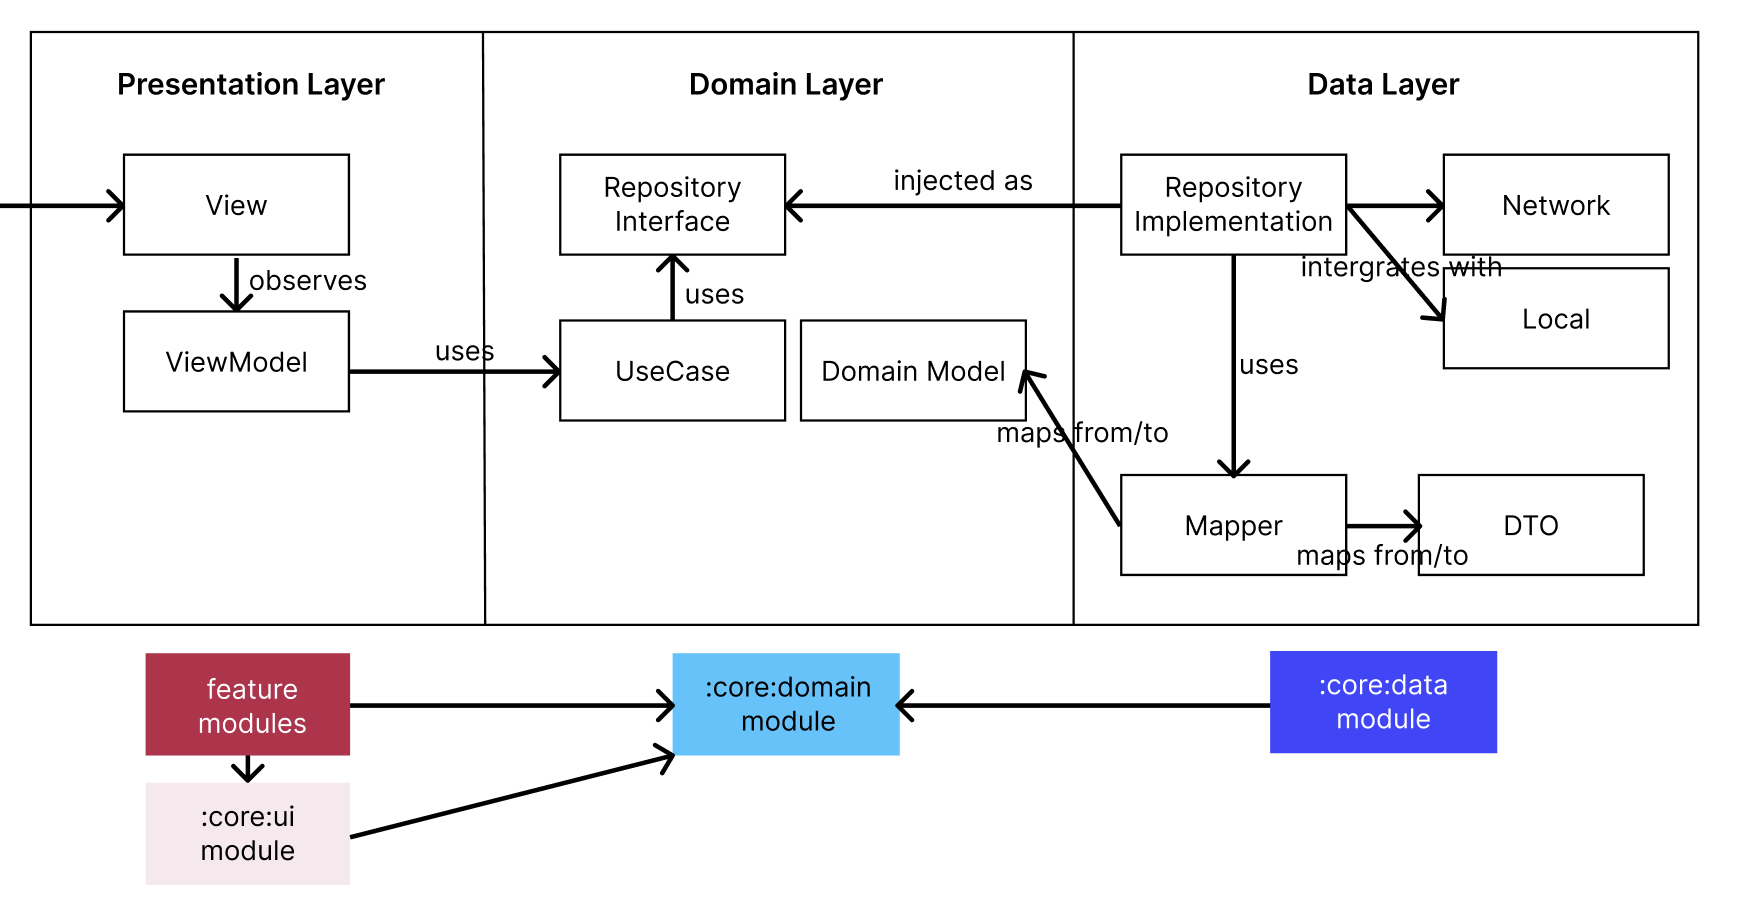 Presentation Layer
Domain Layer
Data Layer
View
observes
ViewModel
uses
Repository
Interface
uses
UseCase
Domain Model
injected as
Repository
Implementation
Network
intergrates with
Local
uses
maps from/to
Mapper
maps from/to
DTO
feature
modules
:core:domain
module
:core:data
module
:core:ui
module